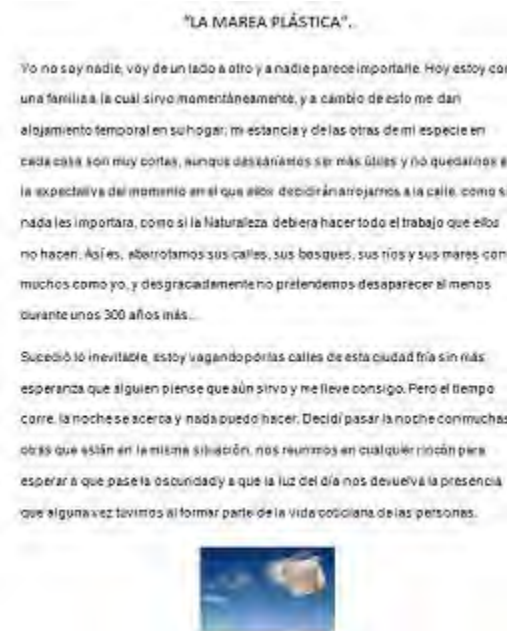 "LA MAREA PLÁSTICA".
Yo no soy nadie, voy de un lado a otro y a nadie parece importarle. Hoy estoy con
una familia a la cual sirvo momentáneamente, y a cambio de esto me dan
alojamiento temporal en su hogar, mi estancia y de las otras de mi especie en
cada casa son muy cortas, aunque desearíamos ser más útiles y no quedarnos e
la expectativa del momento en el que ellos decidirán arrojarnos a la calle, como s
nada les importara, como si la Naturaleza debiera hacer todo el trabajo que ellos
no hacen. Así es, abarrotamos sus calles, sus bosques, sus ríos y sus mares con
muchos como yo, y desgraciadamente no pretendemos desaparecer al menos
durante unos 300 años más...
Sucedió lo inevitable, estoy vagando por las calles de esta ciudad fría sin más
esperanza que alguien piense que aún sirvo y me lleve consigo. Pero el tiempo
corre, la noche se acerca y nada puedo hacer. Decidí pasar la noche con muchas
otras que están en la misma situación, nos reunimos en cualquier rincón para
esperar a que pase la oscuridad y a que la luz del día nos devuelva la presencia
que alguna vez tuvimos al formar parte de la vida cotidiana de las personas.